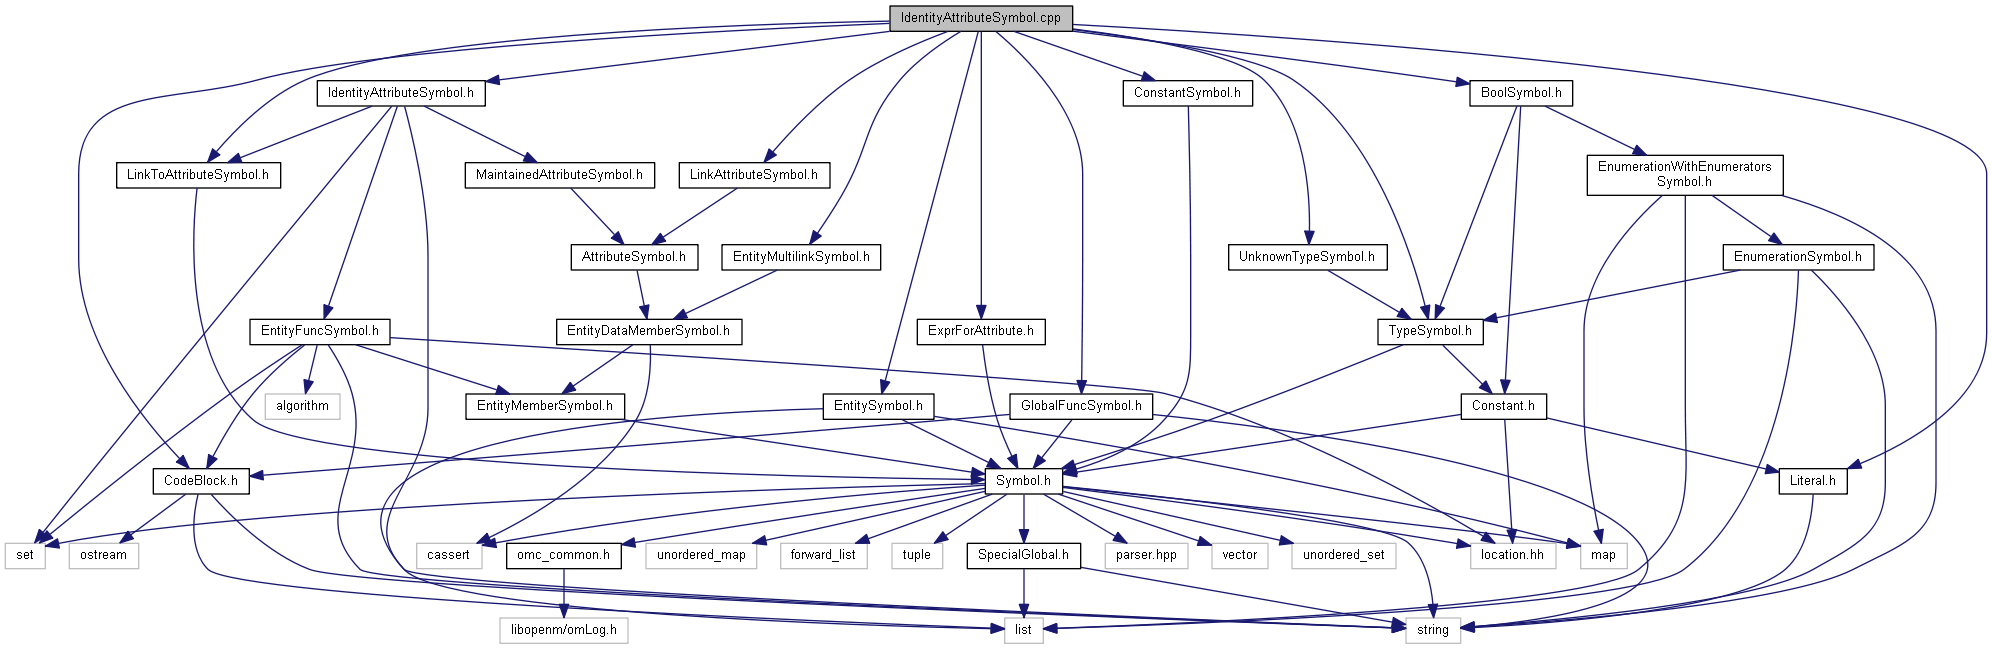 IdentityAttributeSymbol.cpp
IdentityAttributeSymbol.h
ConstantSymbol.h
BoolSymbol.h
LinkToAttributeSymbol.h
MaintainedAttributeSymbol.h
LinkAttributeSymbol.h
EnumerationWithEnumerators
Symbol.h
AttributeSymbol.h
EntityMultilinkSymbol.h
UnknownTypeSymbol.h
EnumerationSymbol.h
EntityFuncSymbol.h
EntityDataMemberSymbol.h
ExprForAttribute.h
TypeSymbol.h
algorithm
EntityMemberSymbol.h
EntitySymbol.h
GlobalFuncSymbol.h
Constant.h
CodeBlock.h
Symbol.h
Literal.h
set
ostream
cassert
omc_common.h
unordered_map
forward_list
tuple
SpecialGlobal.h
parser.hpp
vector
unordered_set
location.hh
map
libopenm/omLog.h
list
string